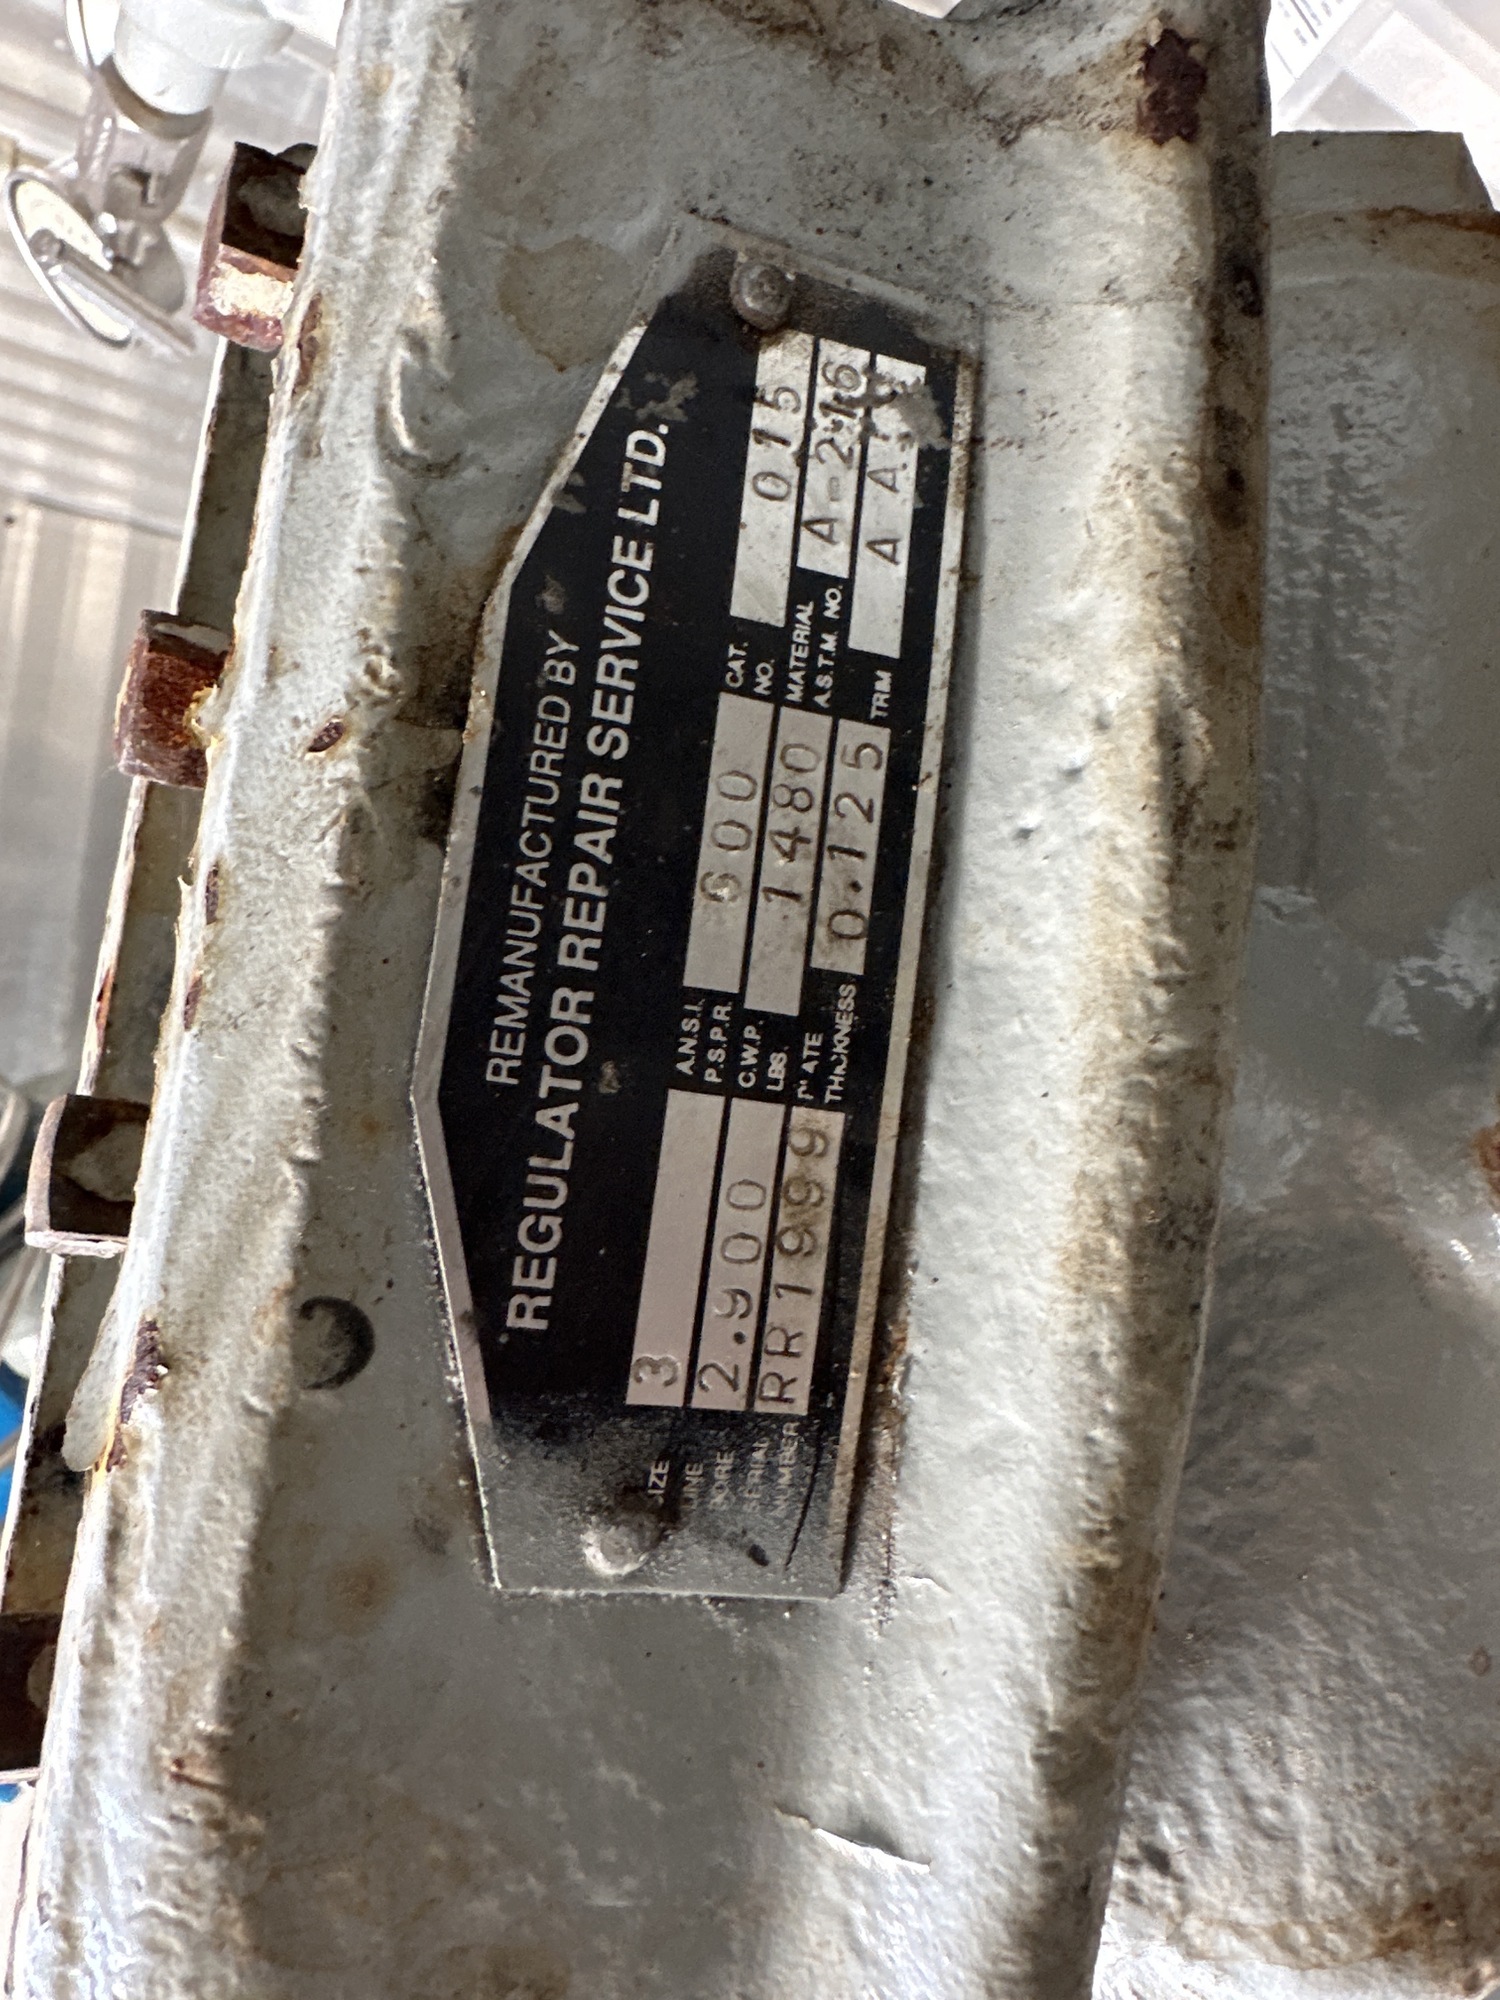 REMANUFACTURED BY
REGULATOR REPAIR SERVICE LTD.
SIZE 3 A.N.S.I. P.S.P.R. 600 CAT. NO. 015
LINE BORE 2.900 C.W.P. LBS. 1480 MATERIAL A.S.T.M. NO. A-216
SERIAL NUMBER RR1999 PLATE THICKNESS 0.125 TRIM A A